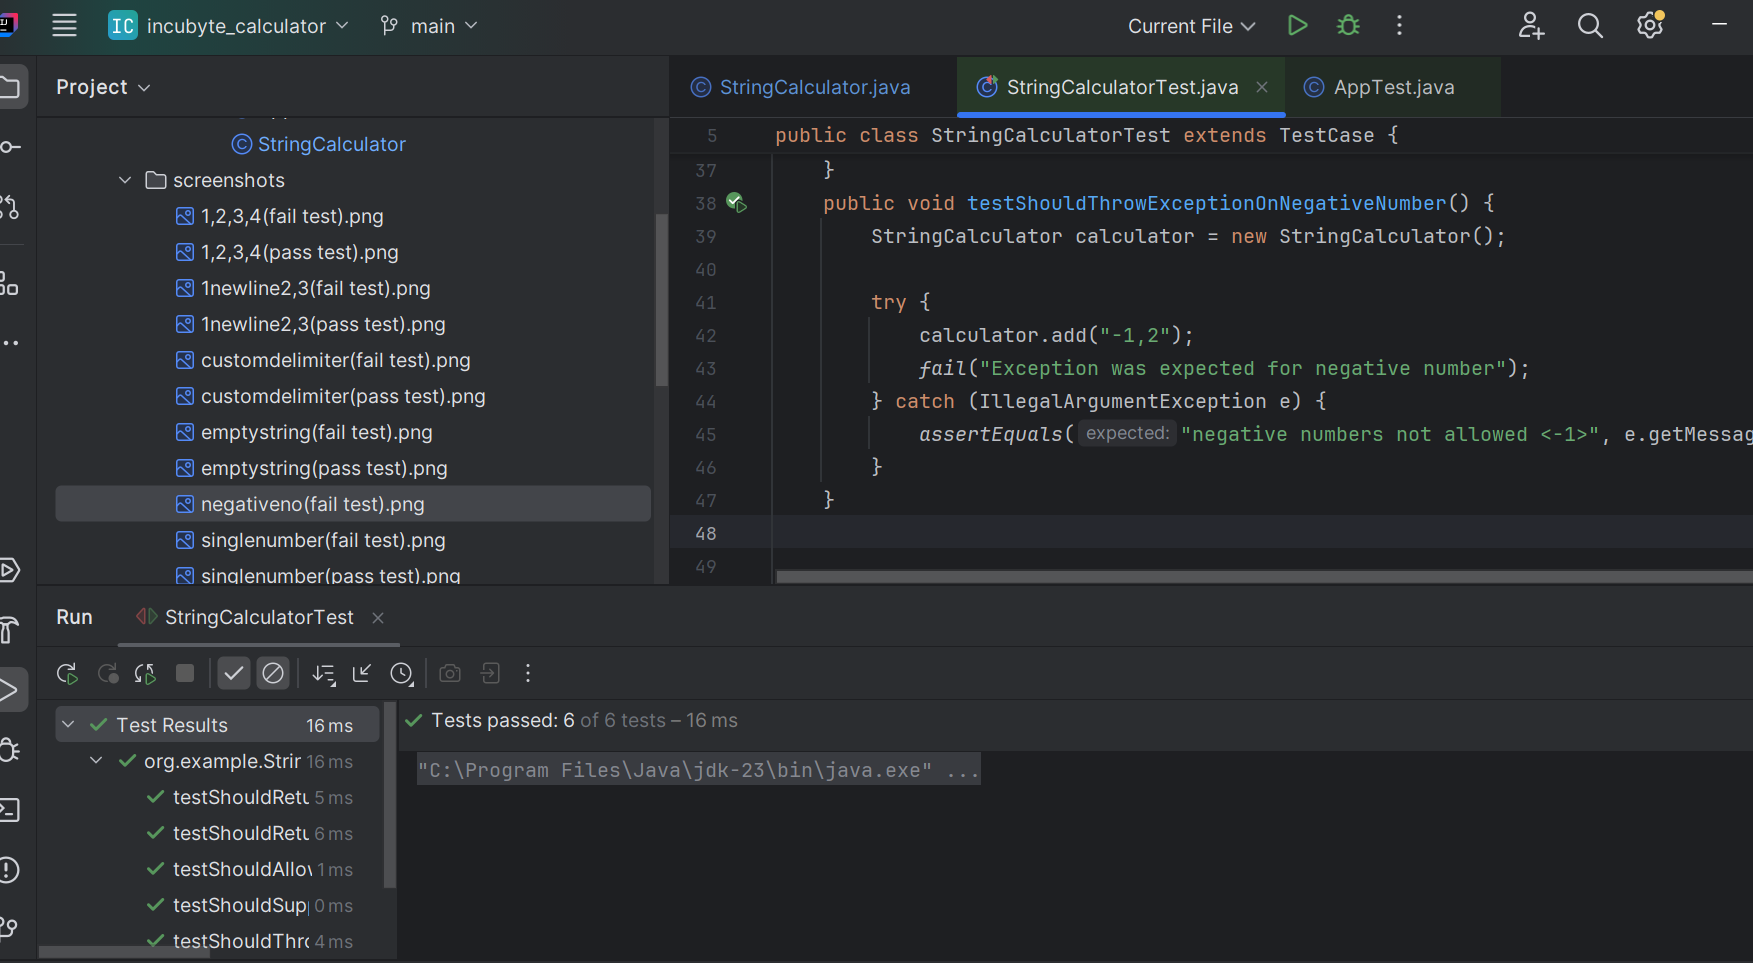 IC incubyte_calculator main Current File
Project
StringCalculator
screenshots
1,2,3,4(fail test).png
1,2,3,4(pass test).png
1newline2,3(fail test).png
1newline2,3(pass test).png
customdelimiter(fail test).png
customdelimiter(pass test).png
emptystring(fail test).png
emptystring(pass test).png
negativeno(fail test).png
singlenumber(fail test).png
singlenumber(pass test).png
StringCalculator.java StringCalculatorTest.java AppTest.java
5 public class StringCalculatorTest extends TestCase {
37 }
38 public void testShouldThrowExceptionOnNegativeNumber() {
39 StringCalculator calculator = new StringCalculator();
40
41 try {
42 calculator.add("-1,2");
43 fail("Exception was expected for negative number");
44 } catch (IllegalArgumentException e) {
45 assertEquals( expected: "negative numbers not allowed <-1>", e.getMessag
46 }
47 }
48
49
Run StringCalculatorTest
Test Results 16 ms
org.example.Strin 16 ms
testShouldRetu 5 ms
testShouldRetu 6 ms
testShouldAllow 1 ms
testShouldSup 0 ms
testShouldThro 4 ms
Tests passed: 6 of 6 tests – 16 ms
"C:\Program Files\Java\jdk-23\bin\java.exe" ...